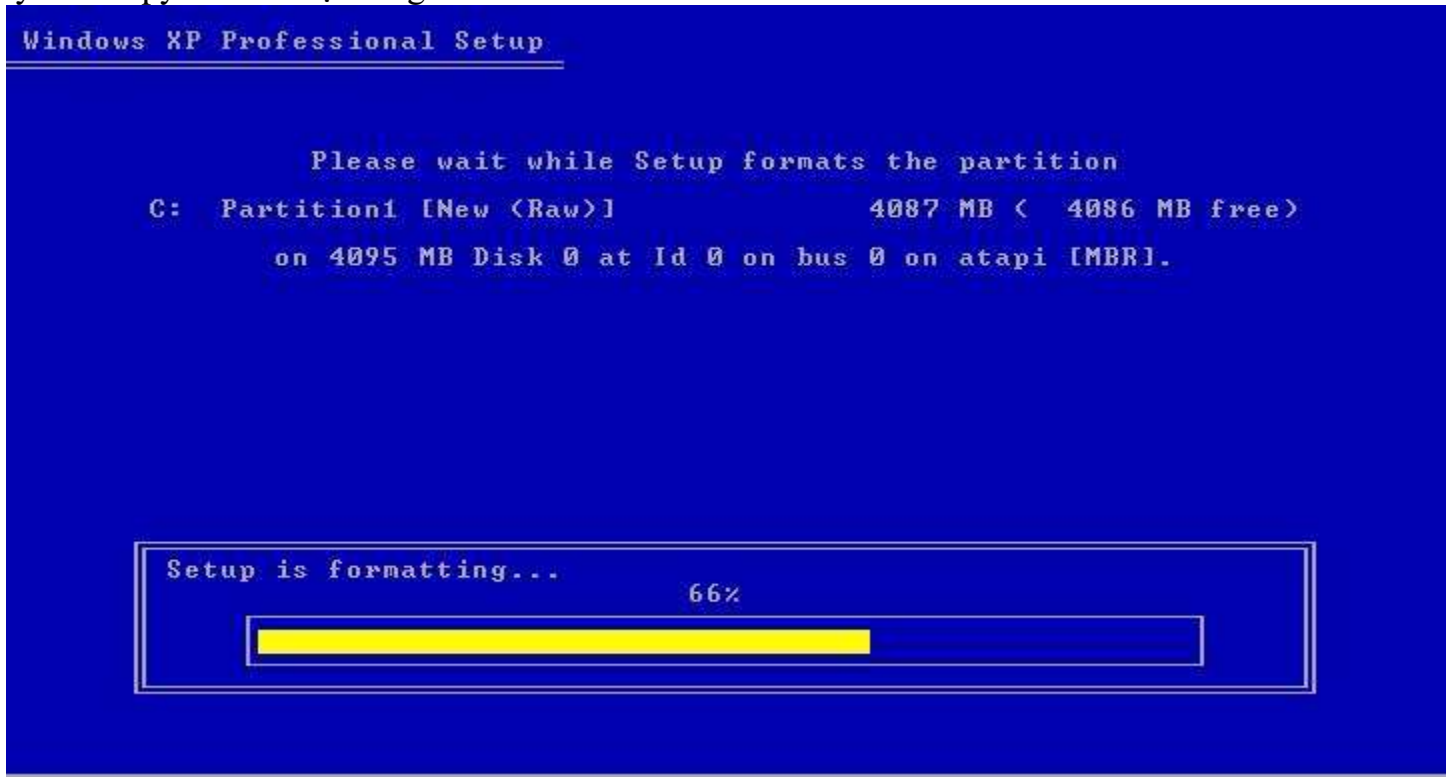 Windows XP Professional Setup
Please wait while Setup formats the partition
C: Partition1 [New (Raw)] 4087 MB ( 4086 MB free)
on 4095 MB Disk 0 at Id 0 on bus 0 on atapi [MBR].
Setup is formatting...
66%